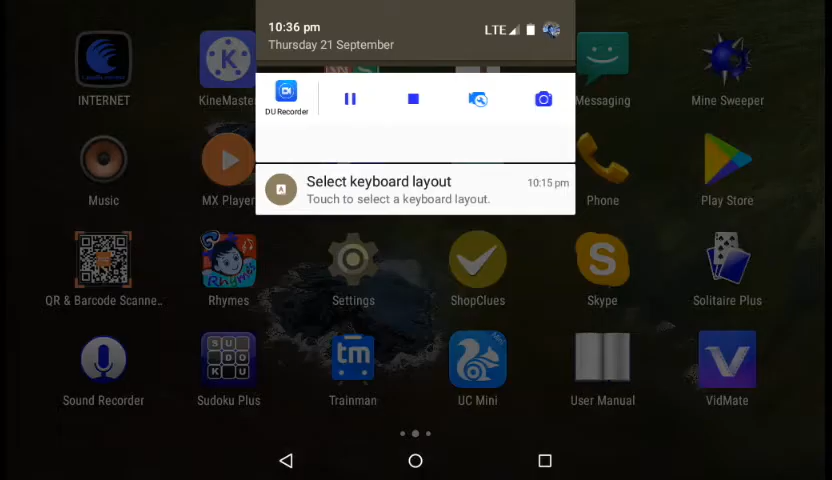 10:36 pm
LTE
Thursday 21 September
DU Recorder
Select keyboard layout
10:15 pm
Touch to select a keyboard layout.
INTERNET
KineMaster
Messaging
Mine Sweeper
Music
MX Player
Phone
Play Store
QR & Barcode Scanne..
Rhymes
Settings
ShopClues
Skype
Solitaire Plus
Sound Recorder
Sudoku Plus
Trainman
UC Mini
User Manual
VidMate